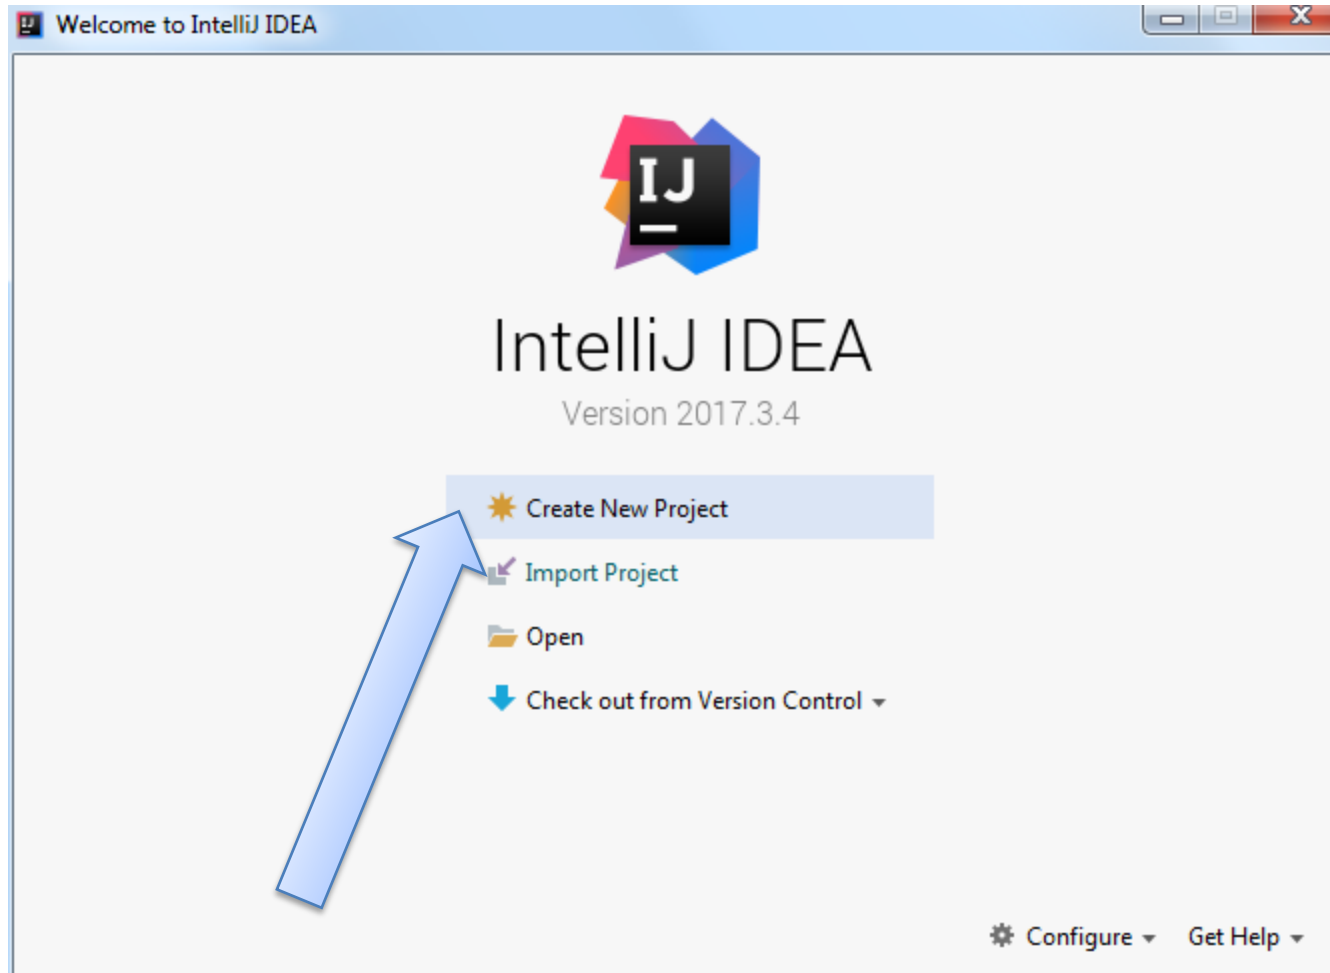 Welcome to IntelliJ IDEA
IJ
IntelliJ IDEA
Version 2017.3.4
Create New Project
Import Project
Open
Check out from Version Control
Configure Get Help